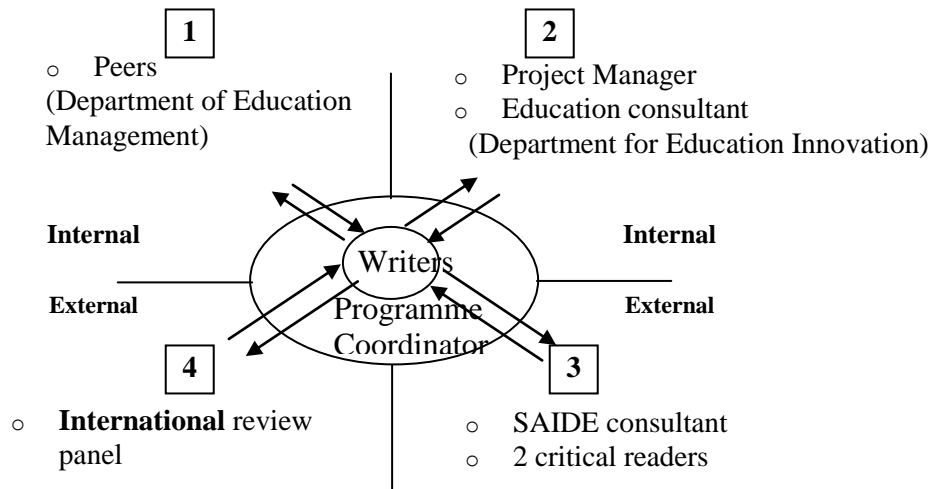 1
○ Peers
(Department of Education
Management)
2
○ Project Manager
○ Education consultant
(Department for Education Innovation)
Internal
Internal
Writers
External
External
Programme
Coordinator
4
○ International review
panel
3
○ SAIDE consultant
○ 2 critical readers